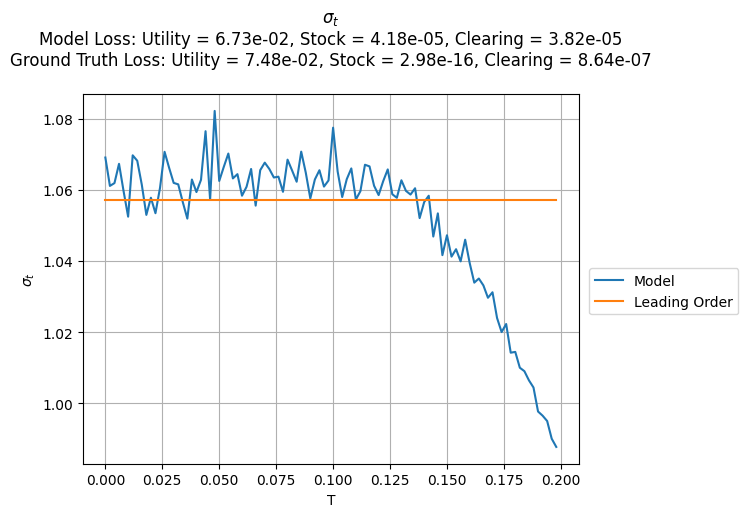 σt
Model Loss: Utility = 6.73e-02, Stock = 4.18e-05, Clearing = 3.82e-05
Ground Truth Loss: Utility = 7.48e-02, Stock = 2.98e-16, Clearing = 8.64e-07
1.08
1.06
1.04
1.02
1.00
σt
0.000 0.025 0.050 0.075 0.100 0.125 0.150 0.175 0.200
T
Model
Leading Order